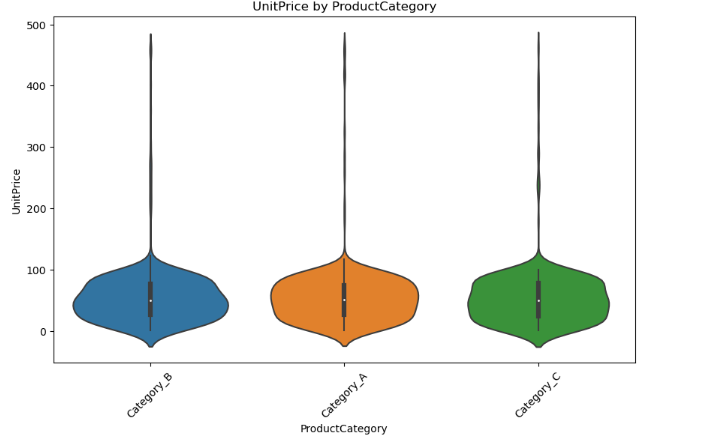 UnitPrice by ProductCategory
500
400
300
200
100
0
UnitPrice
Category_B
Category_A
Category_C
ProductCategory